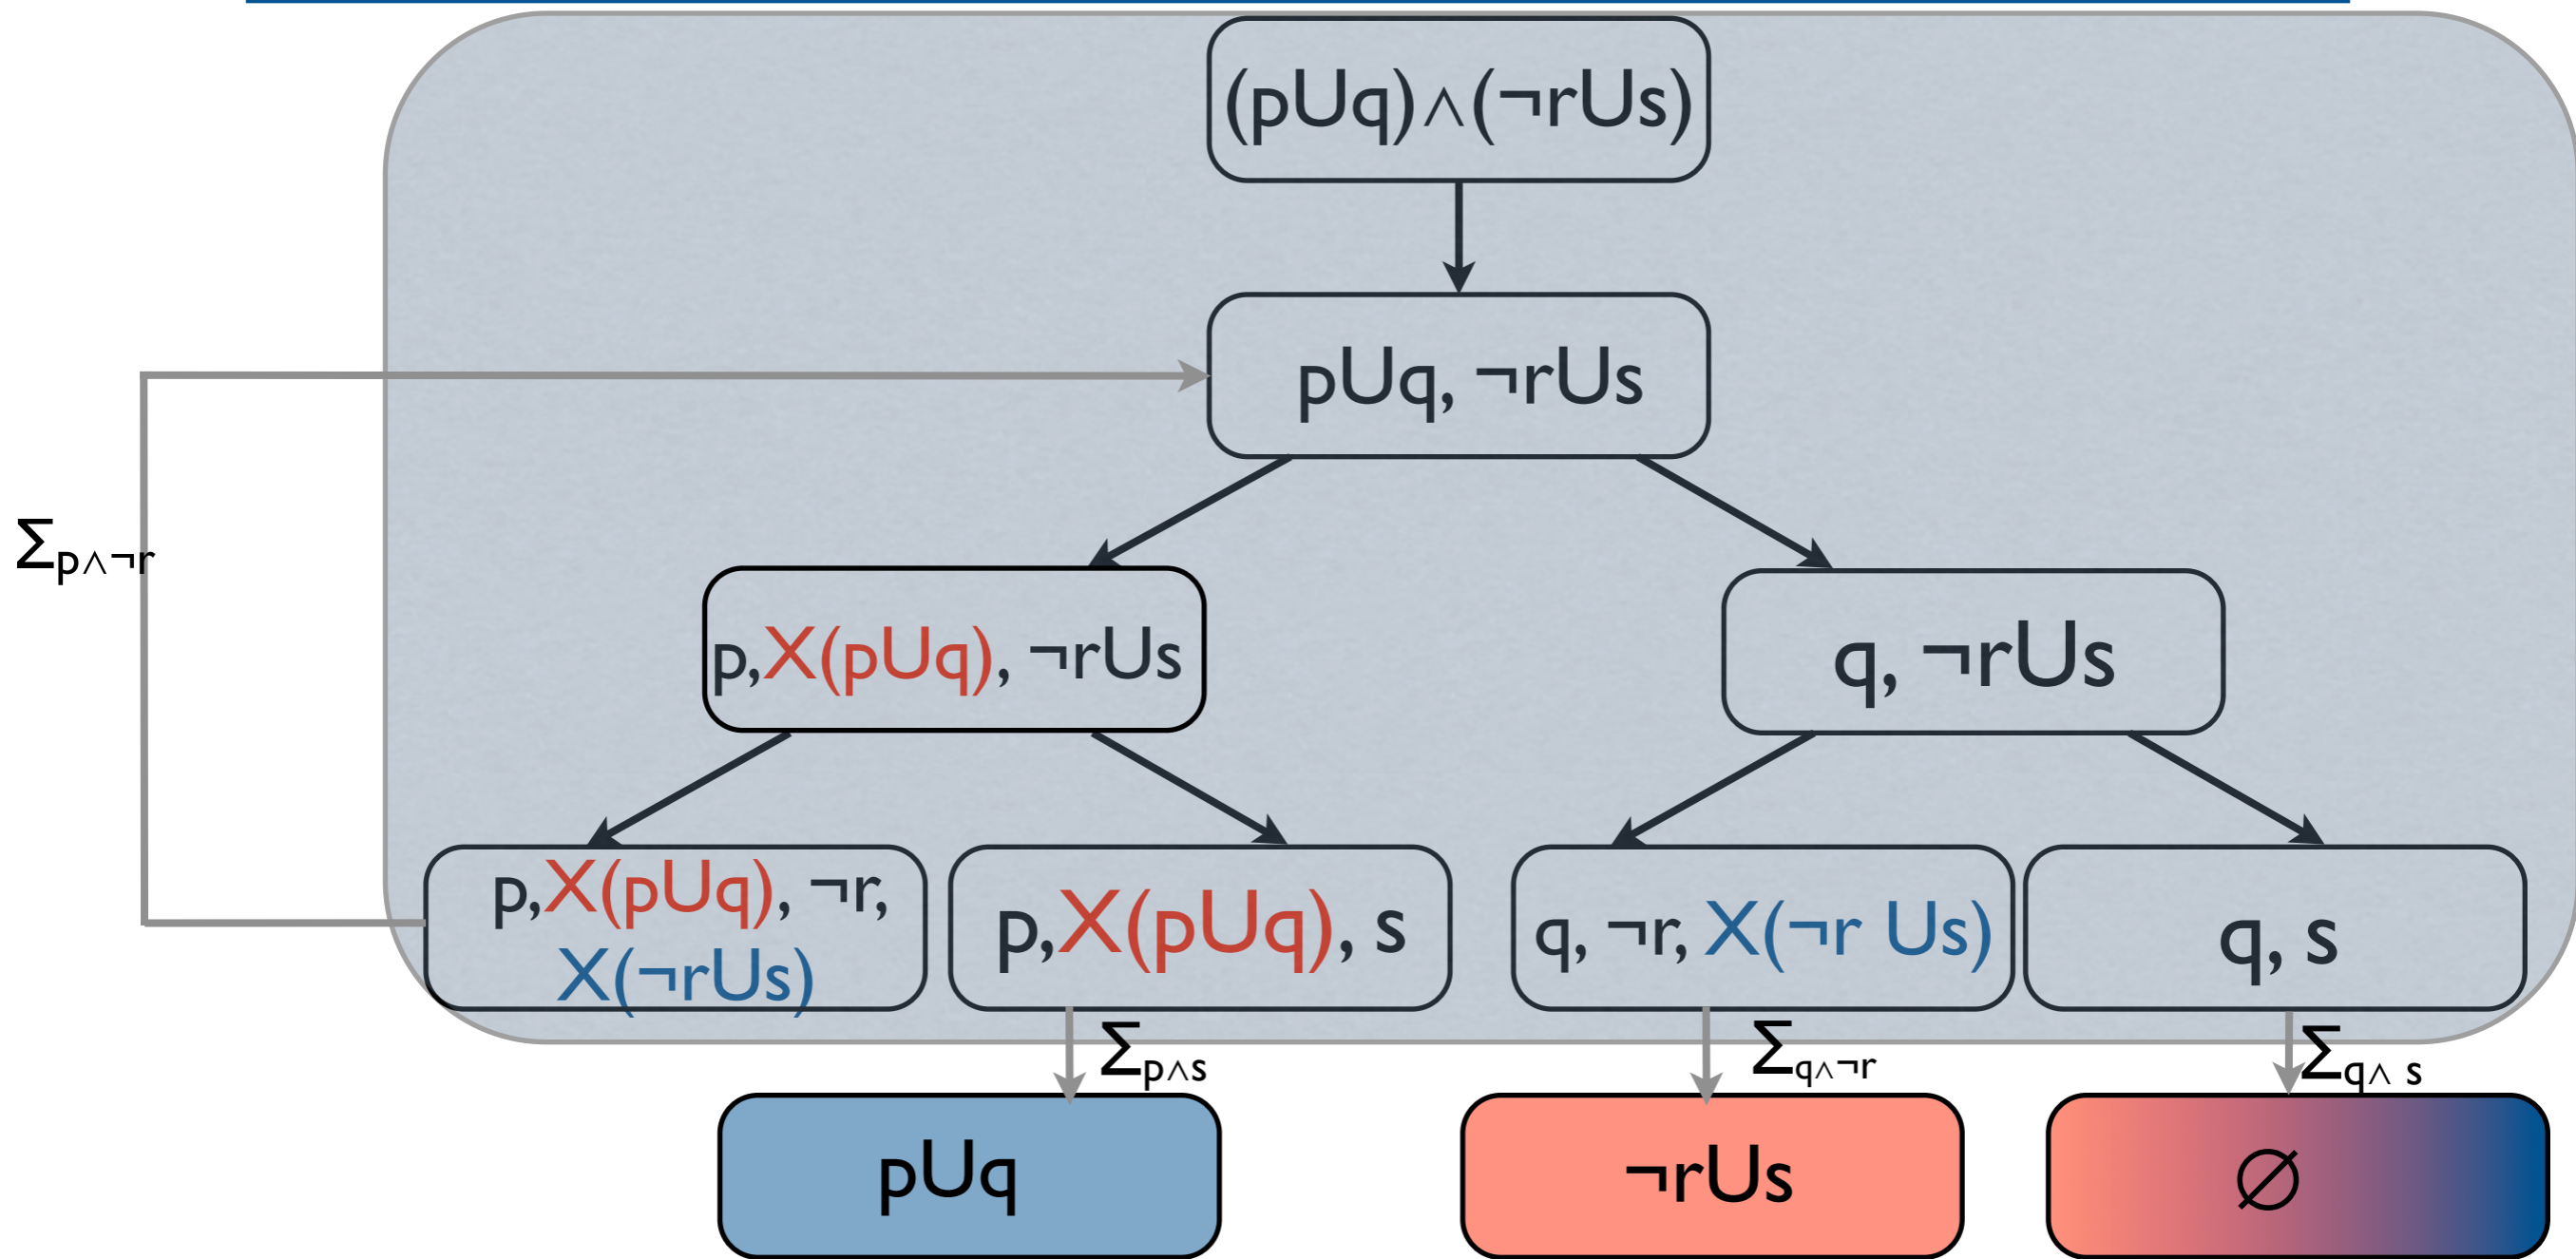 (pUq)∧(¬rUs)
pUq, ¬rUs
Σp∧¬r
p,X(pUq), ¬rUs
q, ¬rUs
p,X(pUq), ¬r,
X(¬rUs)
p,X(pUq), s
q, ¬r, X(¬r Us)
q, s
Σp∧s
Σq∧¬r
Σq∧ s
pUq
¬rUs
∅